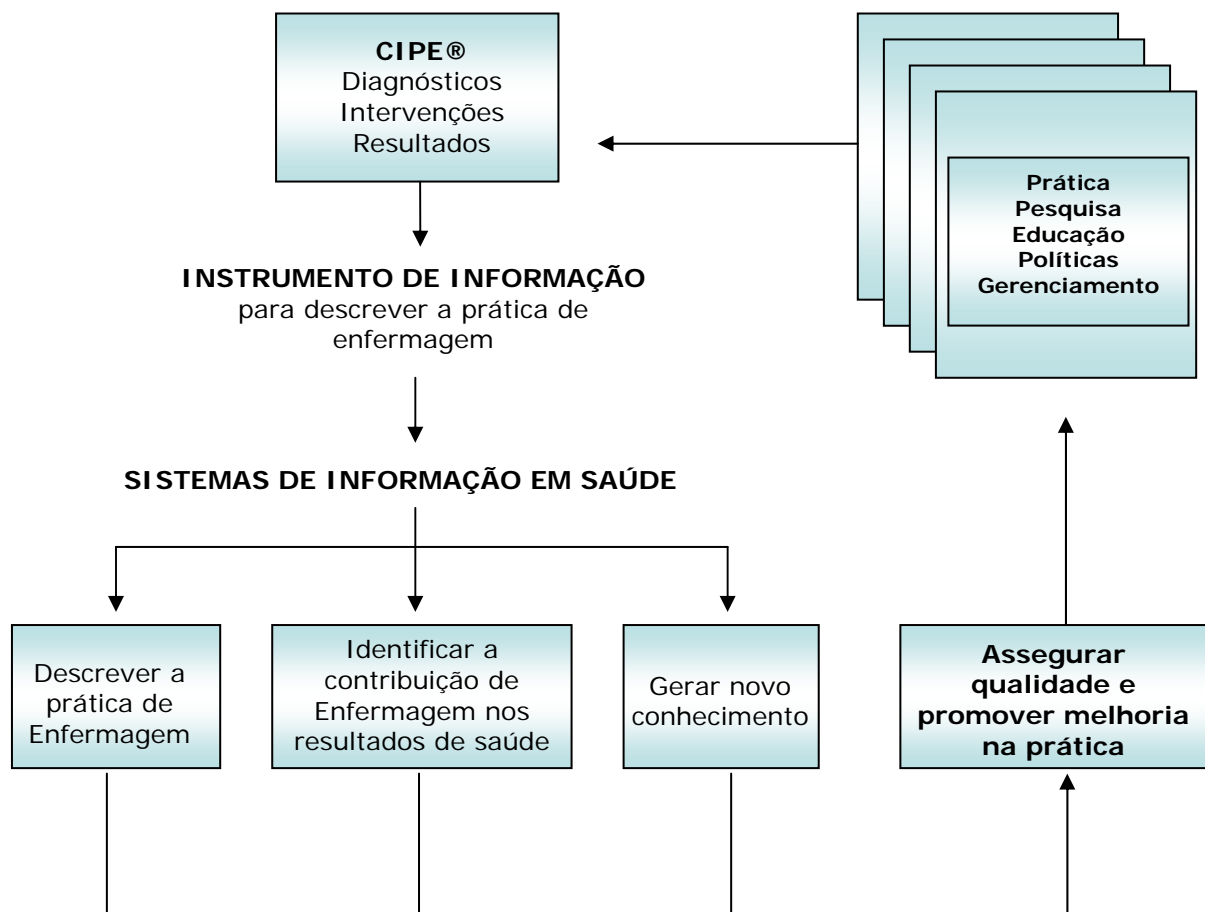 CIPE®
Diagnósticos
Intervenções
Resultados
Prática
Pesquisa
Educação
Políticas
Gerenciamento
INSTRUMENTO DE INFORMAÇÃO
para descrever a prática de
enfermagem
SISTEMAS DE INFORMAÇÃO EM SAÚDE
Descrever a
prática de
Enfermagem
Identificar a
contribuição de
Enfermagem nos
resultados de saúde
Gerar novo
conhecimento
Assegurar
qualidade e
promover melhoria
na prática